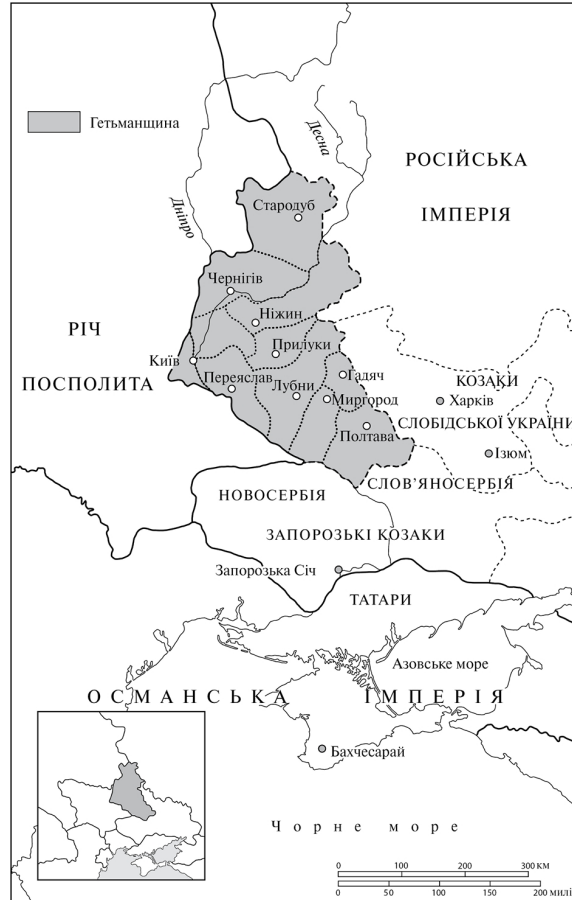 Гетьманщина
Десна
РОСІЙСЬКА
ІМПЕРІЯ
Дніпро
Стародуб
Чернігів
Ніжин
РІЧ
ПОСПОЛИТА
Прилуки
Київ
Переяслав
Лубни
Гадяч
Миргород
КОЗАКИ
Харків
СЛОБІДСЬКОЇ УКРАЇНИ
Полтава
Ізюм
СЛОВ’ЯНОСЕРБІЯ
НОВОСЕРБІЯ
ЗАПОРОЗЬКІ КОЗАКИ
Запорозька Січ
ТАТАРИ
Азовське море
ОСМАНСЬКА ІМПЕРІЯ
Бахчесарай
Чорне море
0 100 200 300 км
0 50 100 150 200 милі